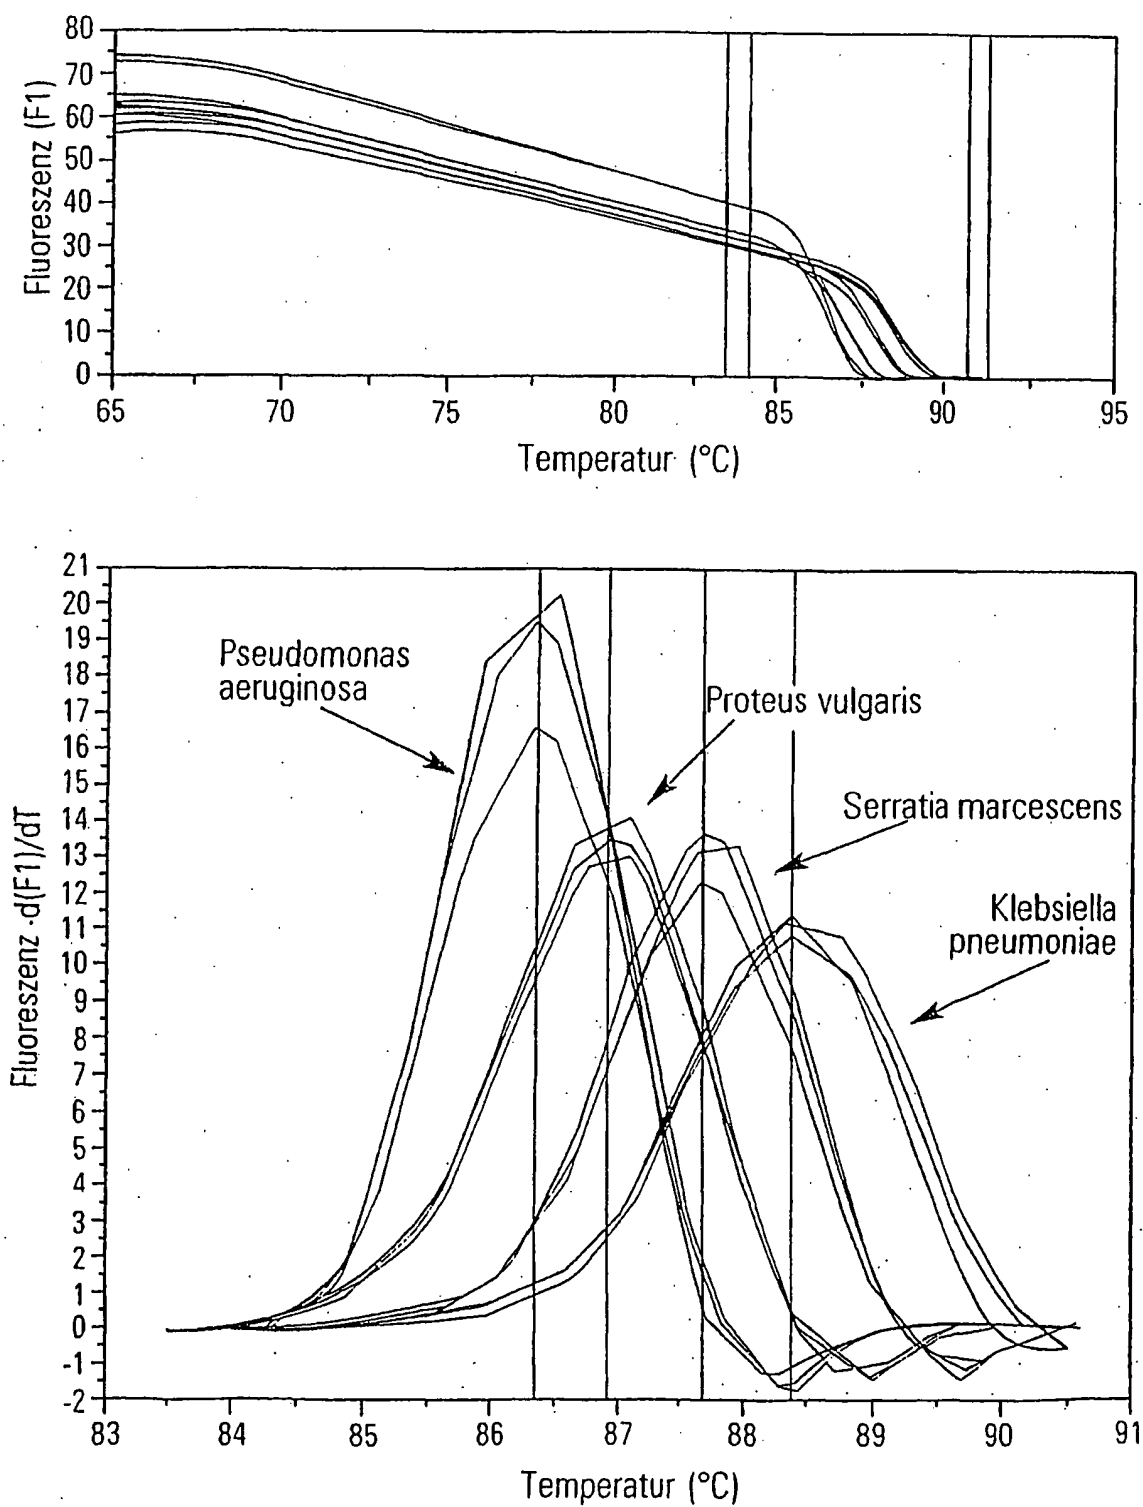 80
70
60
50
40
30
20
10
0
Fluoreszenz (F1)
65 70 75 80 85 90 95
Temperatur (°C)
21
20
19
18
17
16
15
14
13
12
11
10
9
8
7
6
5
4
3
2
1
0
-1
-2
Fluoreszenz -d(F1)/dT
Pseudomonas
aeruginosa
Proteus vulgaris
Serratia marcescens
Klebsiella
pneumoniae
83 84 85 86 87 88 89 90 91
Temperatur (°C)